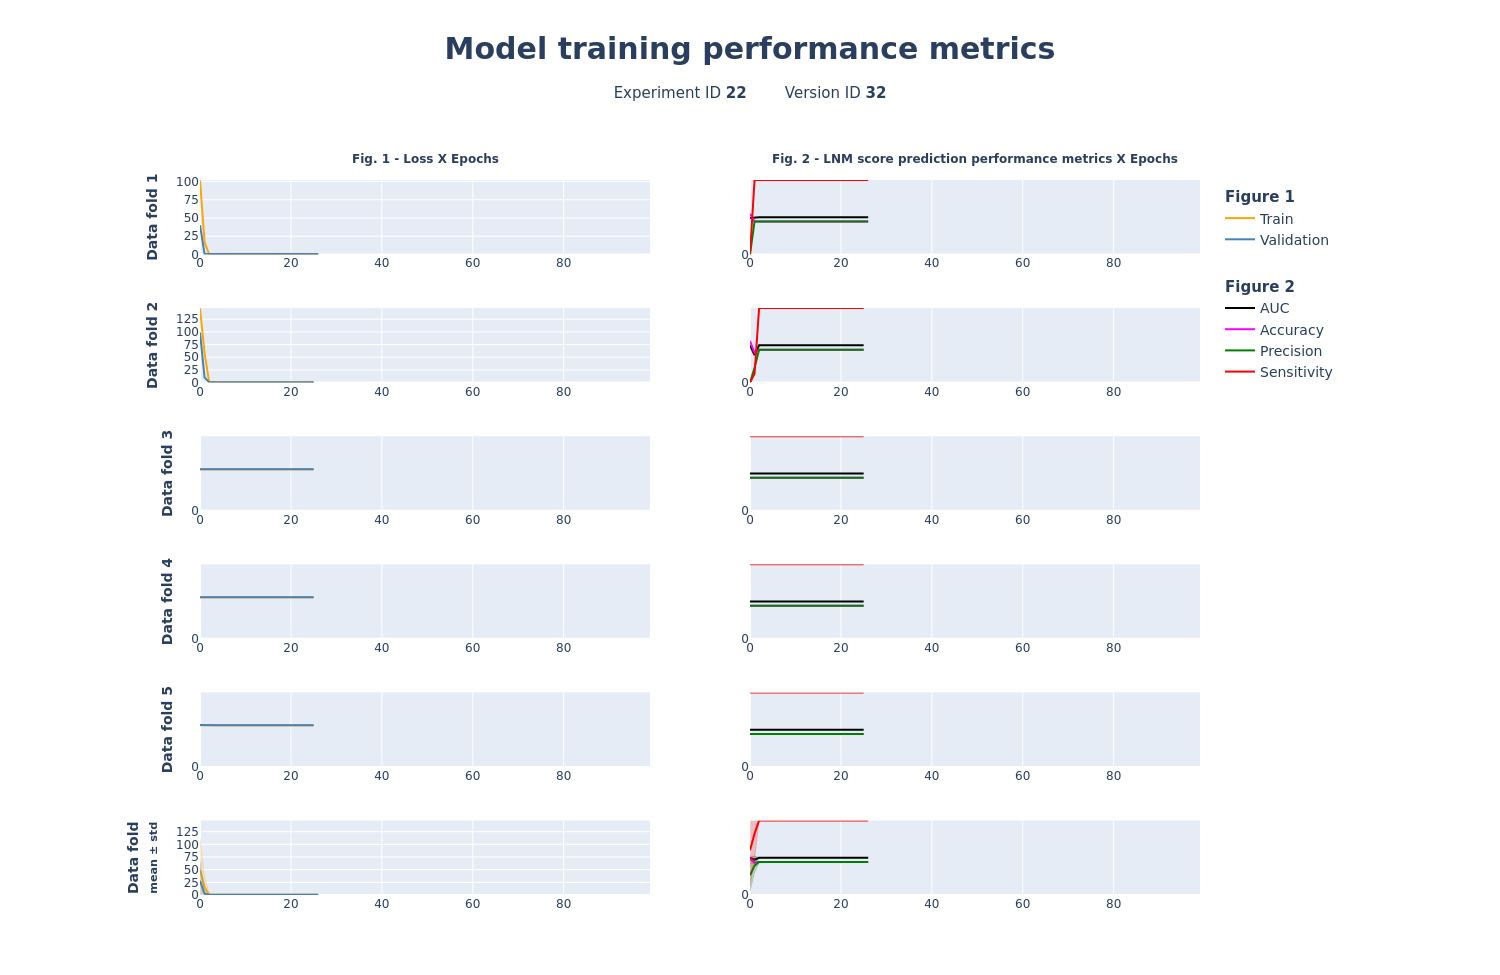 Model training performance metrics
Experiment ID 22 Version ID 32
Fig. 1 - Loss X Epochs
Fig. 2 - LNM score prediction performance metrics X Epochs
Data fold 1
100
75
50
25
0
0 20 40 60 80
0
0 20 40 60 80
Figure 1
Train
Validation
Figure 2
AUC
Accuracy
Precision
Sensitivity
Data fold 2
125
100
75
50
25
0
0 20 40 60 80
0
0 20 40 60 80
Data fold 3
0
0 20 40 60 80
0
0 20 40 60 80
Data fold 4
0
0 20 40 60 80
0
0 20 40 60 80
Data fold 5
0
0 20 40 60 80
0
0 20 40 60 80
Data fold
mean ± std
125
100
75
50
25
0
0 20 40 60 80
0
0 20 40 60 80